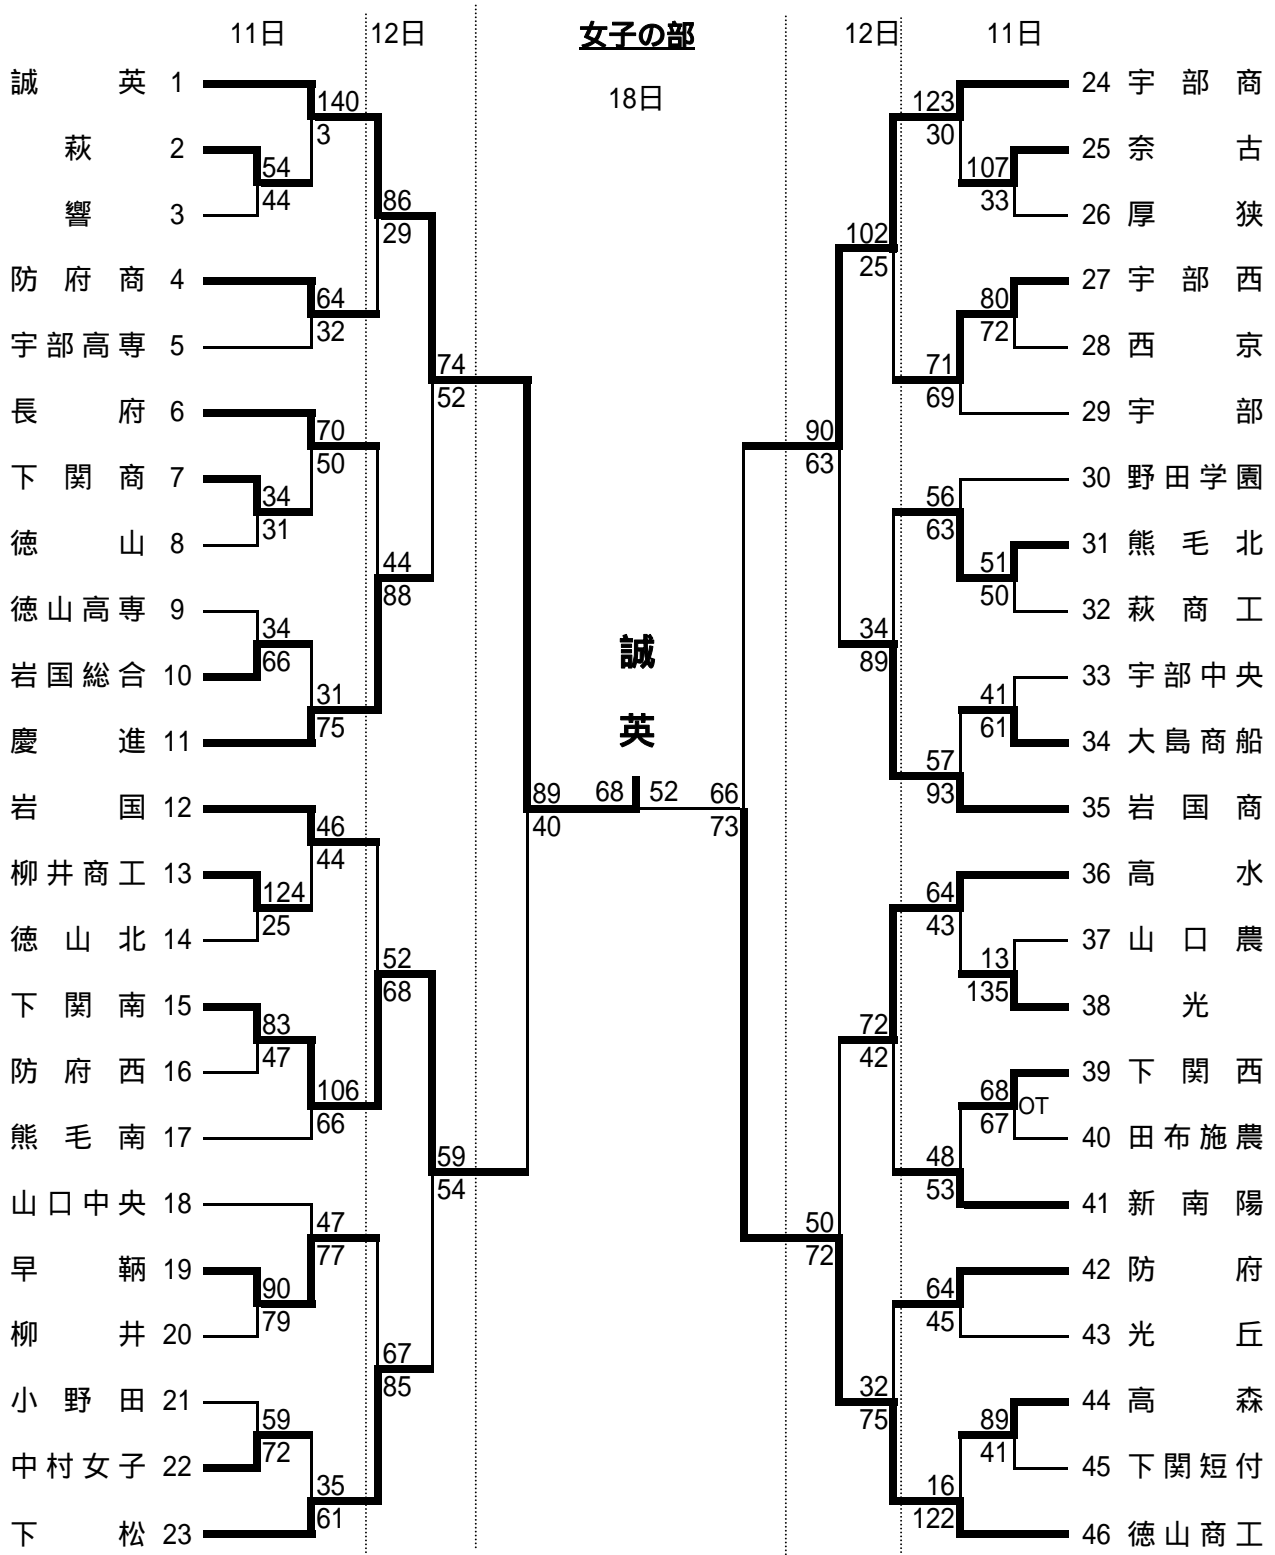 11日 12日 女子の部 12日 11日
18日
誠英 1
萩 2
響 3
防府商 4
宇部高専 5
長府 6
下関商 7
徳山 8
徳山高専 9
岩国総合 10
慶進 11
岩国 12
柳井商工 13
徳山北 14
下関南 15
防府西 16
熊毛南 17
山口中央 18
早鞆 19
柳井 20
小野田 21
中村女子 22
下松 23
140
3
54
44
64
32
70
50
34
31
34
66
31
75
46
44
124
25
83
47
106
66
47
77
90
79
59
72
35
61
86
29
44
88
52
68
67
85
74
52
59
54
89
40
68 52
誠
英
66
73
90
63
50
72
102
25
34
89
72
42
32
75
123
30
107
33
80
72
71
69
56
63
51
50
41
61
57
93
64
43
13
135
68
67
OT
48
53
64
45
89
41
16
122
24 宇部商
25 奈古
26 厚狭
27 宇部西
28 西京
29 宇部
30 野田学園
31 熊毛北
32 萩商工
33 宇部中央
34 大島商船
35 岩国商
36 高水
37 山口農
38 光
39 下関西
40 田布施農
41 新南陽
42 防府
43 光丘
44 高森
45 下関短付
46 徳山商工